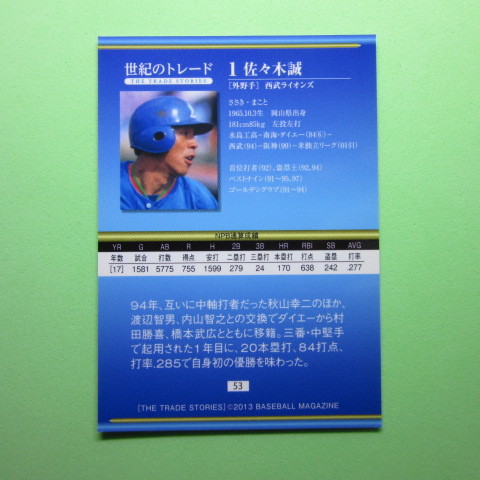 世紀のトレード
THE TRADE STORIES
1 佐々木誠
［外野手］ 西武ライオンズ
ささき・まこと
1965.10.3生 岡山県出身
181cm85kg 左投左打
水島工高－南海・ダイエー(84⑥)－
西武(94)－阪神(99)－米独立リーグ(01)
首位打者(92)、盗塁王(92,94)
ベストナイン(91～95,97)
ゴールデングラブ(91～94)
NPB通算成績
YR G AB R H 2B 3B HR RBI SB AVG
年数 試合 打数 得点 安打 二塁打 三塁打 本塁打 打点 盗塁 打率
[17] 1581 5775 755 1599 279 24 170 638 242 .277
94年、互いに中軸打者だった秋山幸二のほか、
渡辺智男、内山智之との交換でダイエーから村
田勝喜、橋本武広とともに移籍。三番・中堅手
で起用された1年目に、20本塁打、84打点、
打率.285で自身初の優勝を味わった。
53
［THE TRADE STORIES］©2013 BASEBALL MAGAZINE